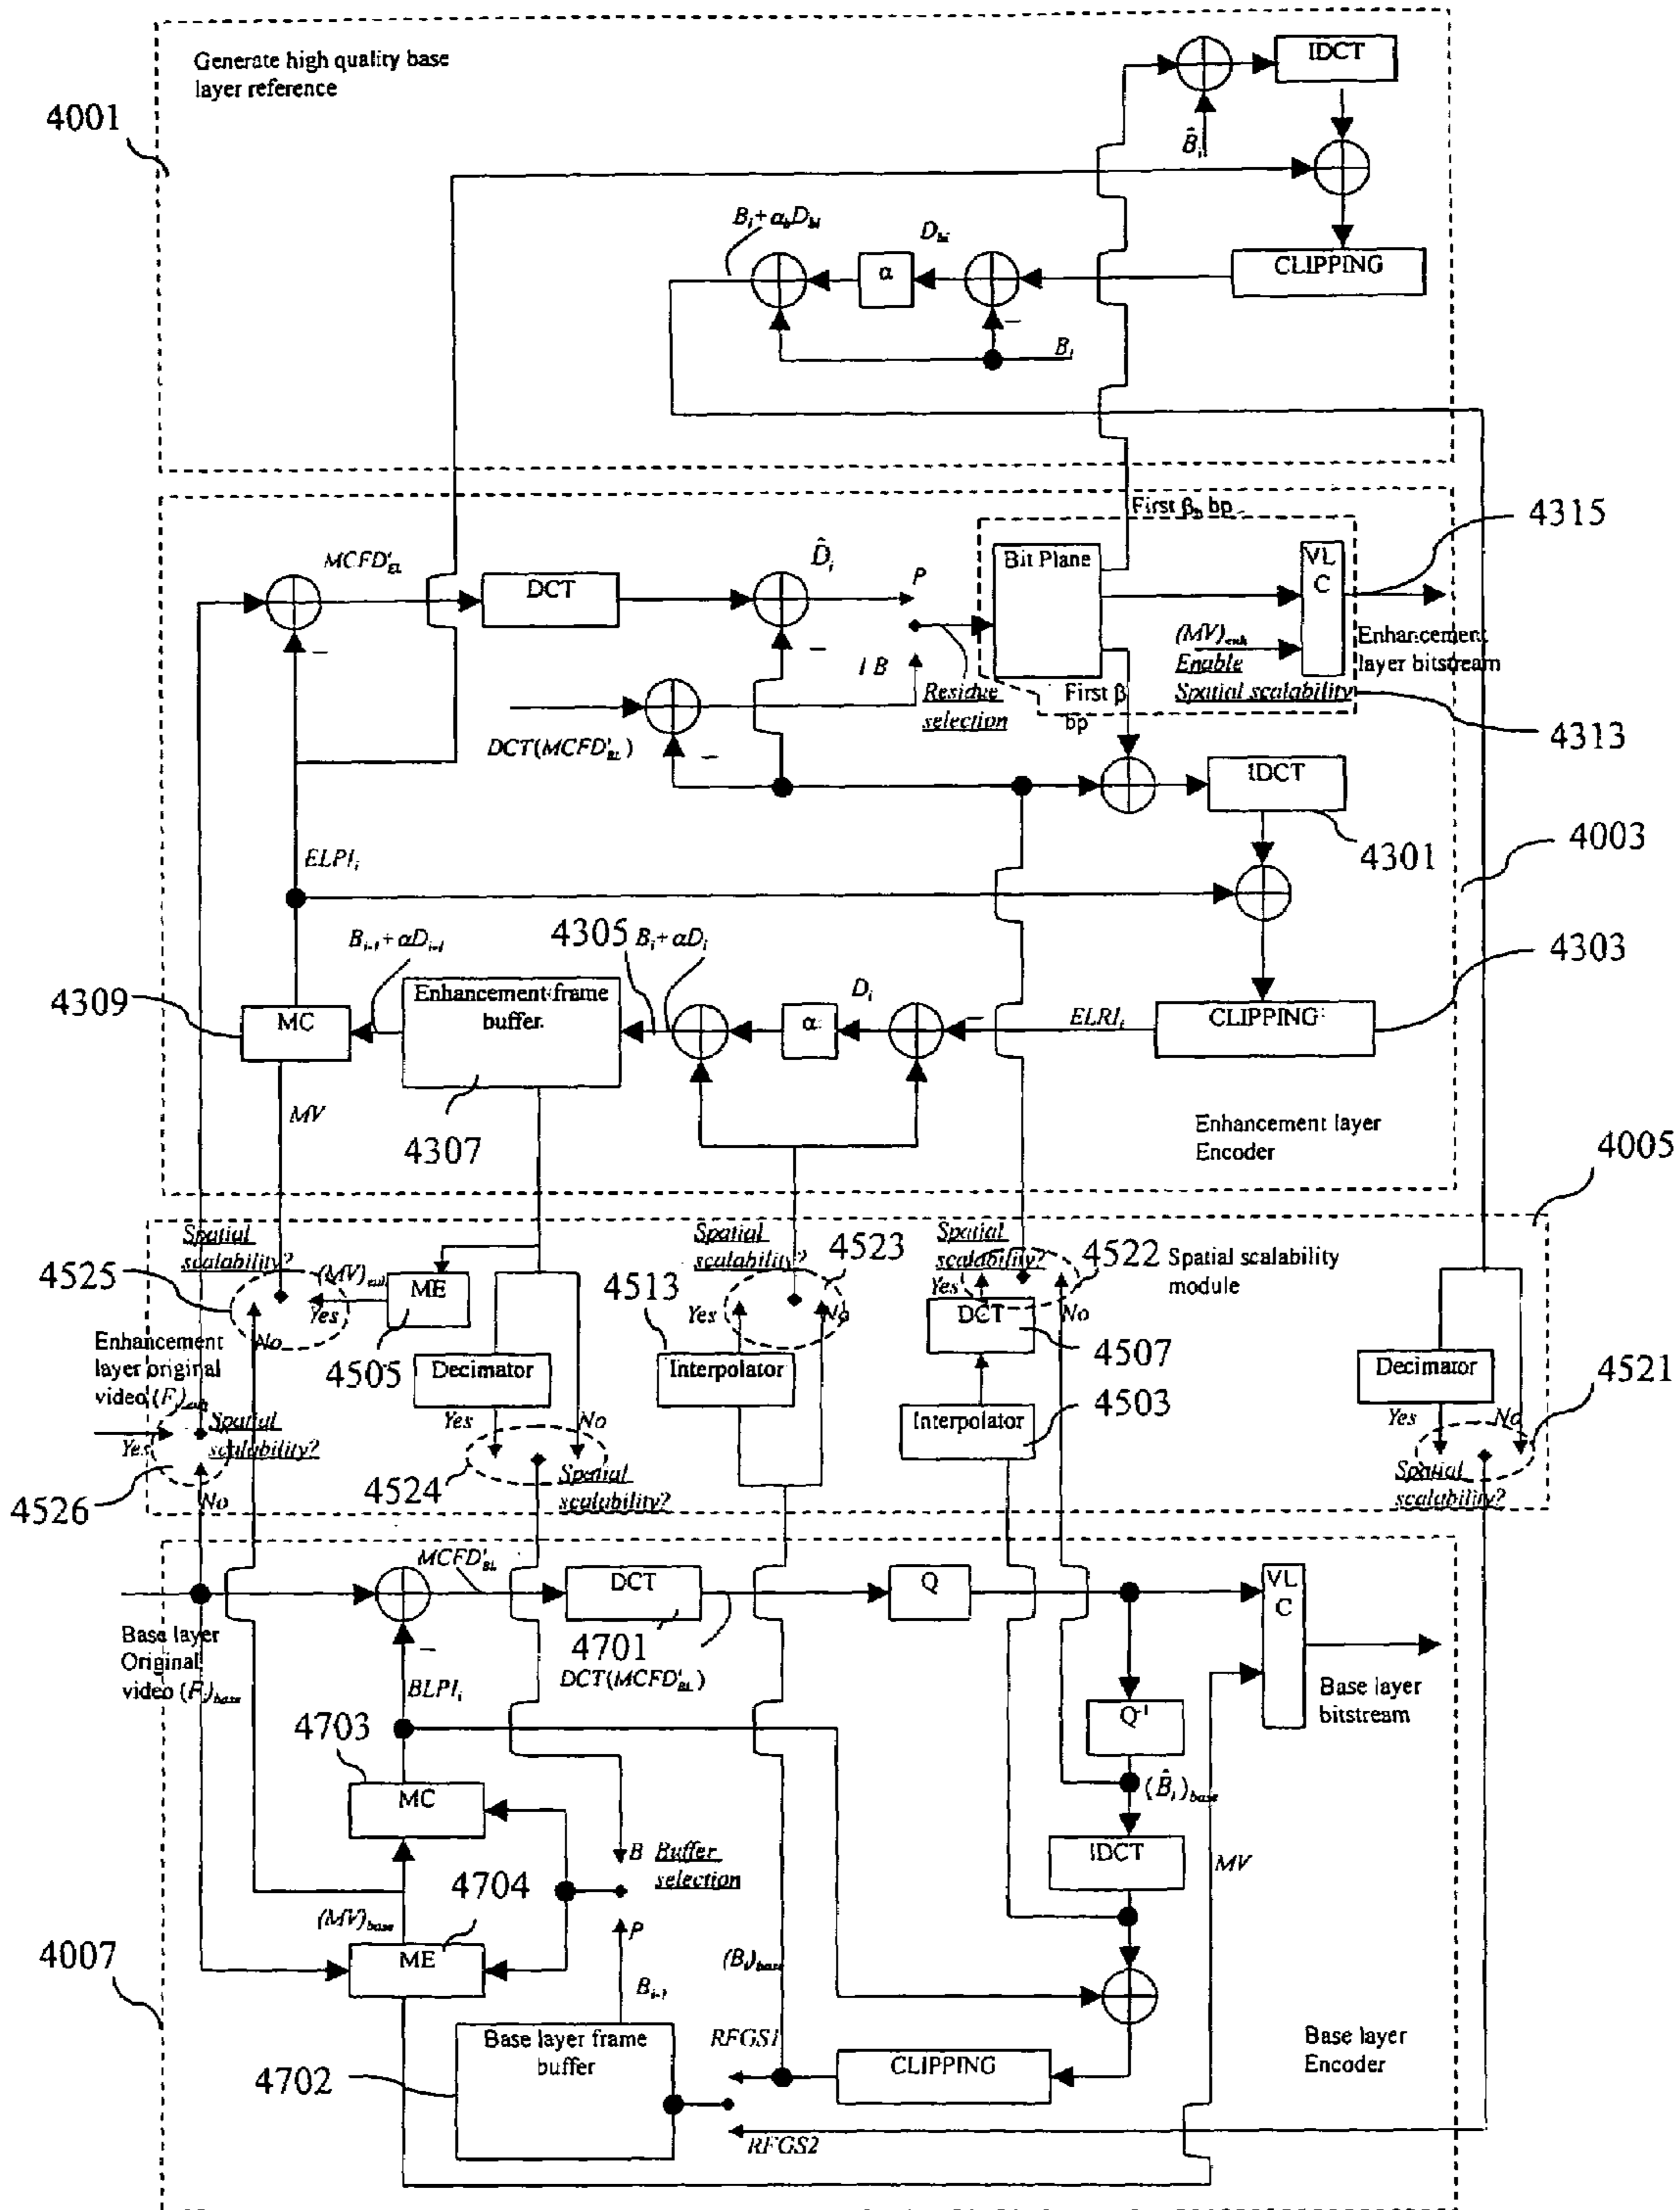 Generate high quality base
layer reference
IDCT
4001
B̂i
Bi + αbDbi
Dbi
α
CLIPPING
−
Bi
First βb bp
4315
MCFD'EL
DCT
D̂i
P
Bit Plane
VL
C
(MV)enh
Enable
Spatial scalability
Enhancement
layer bitstream
−
−
I B
Residue
selection
First β
bp
4313
DCT(MCFD'BL)
−
IDCT
4301
4003
ELPIi
Bi-1 + αDi-1
4305
Bi + αDi
4303
4309
MC
Enhancement frame
buffer
α
Di
−
ELRIi
CLIPPING
MV
4307
Enhancement layer
Encoder
4005
Spatial
scalability?
Spatial
scalability?
4523
Spatial
scalability?
4522
Spatial scalability
module
4525
(MV)enh
ME
4513
Yes
No
Yes
No
Yes
DCT
No
Enhancement
layer original
video (Fi)enh
4505
Decimator
Interpolator
4507
Decimator
4521
Yes
No
Interpolator
4503
Yes
No
Yes
Spatial
scalability?
4526
No
4524
Spatial
scalability?
Spatial
scalability?
MCFD'BL
DCT
Q
VL
C
Base layer
Original
video (Fi)base
−
4701
DCT(MCFD'BL)
BLPIi
Base layer
bitstream
4703
Q-1
MC
(B̂i)base
B
Buffer
selection
IDCT
MV
4704
(MV)base
P
4007
ME
(Bi)base
Bi-1
Base layer frame
buffer
RFGS1
CLIPPING
Base layer
Encoder
4702
RFGS2